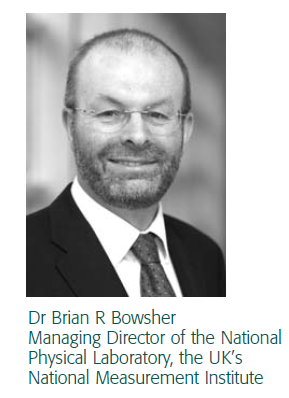 Dr Brian R Bowsher
Managing Director of the National
Physical Laboratory, the UK's
National Measurement Institute